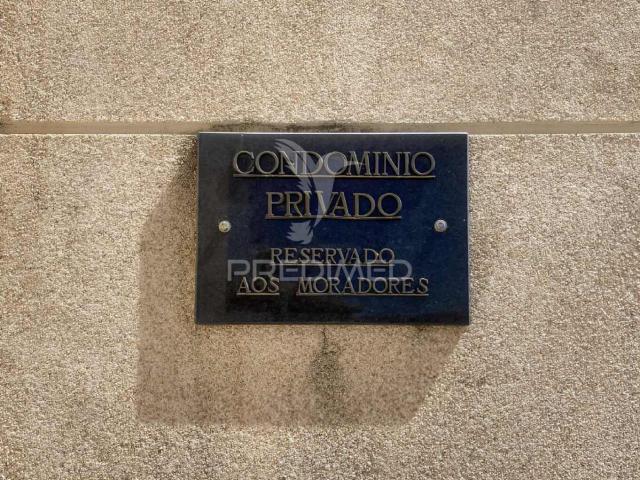 CONDOMINIO
PRIVADO
RESERVADO
PREDIMED
AOS MORADORES